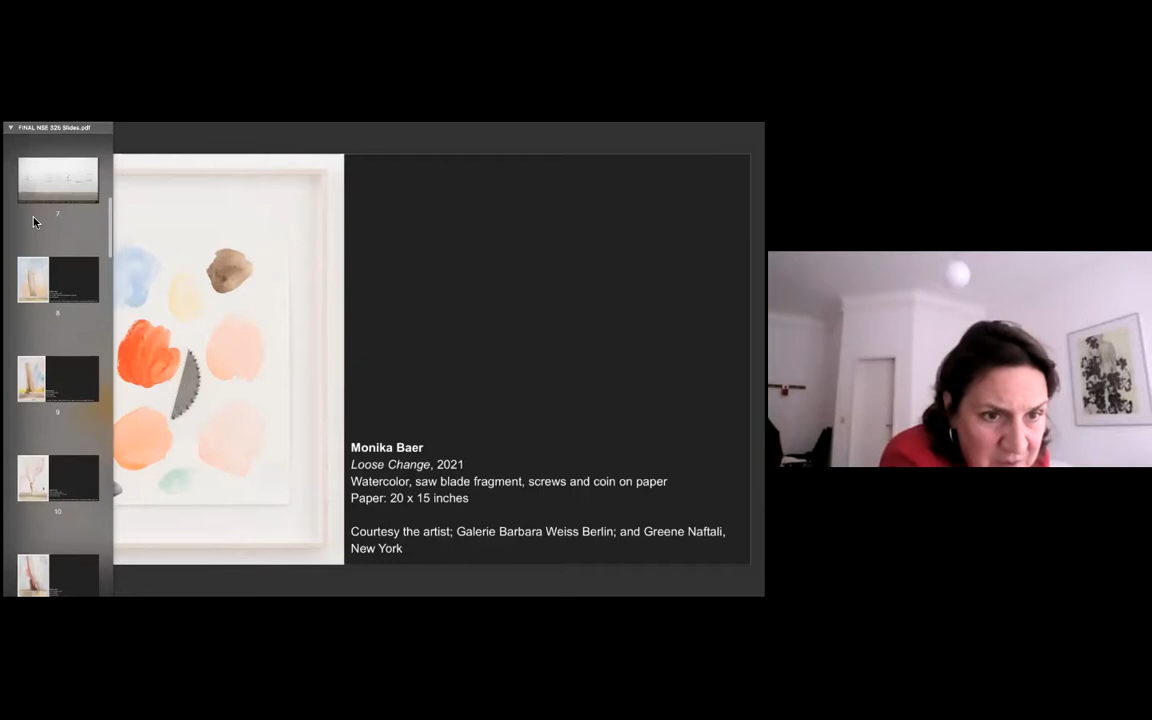 FINAL NSE 326 Slides.pdf
7
8
9
10
Monika Baer
Loose Change, 2021
Watercolor, saw blade fragment, screws and coin on paper
Paper: 20 x 15 inches
Courtesy the artist; Galerie Barbara Weiss Berlin; and Greene Naftali,
New York